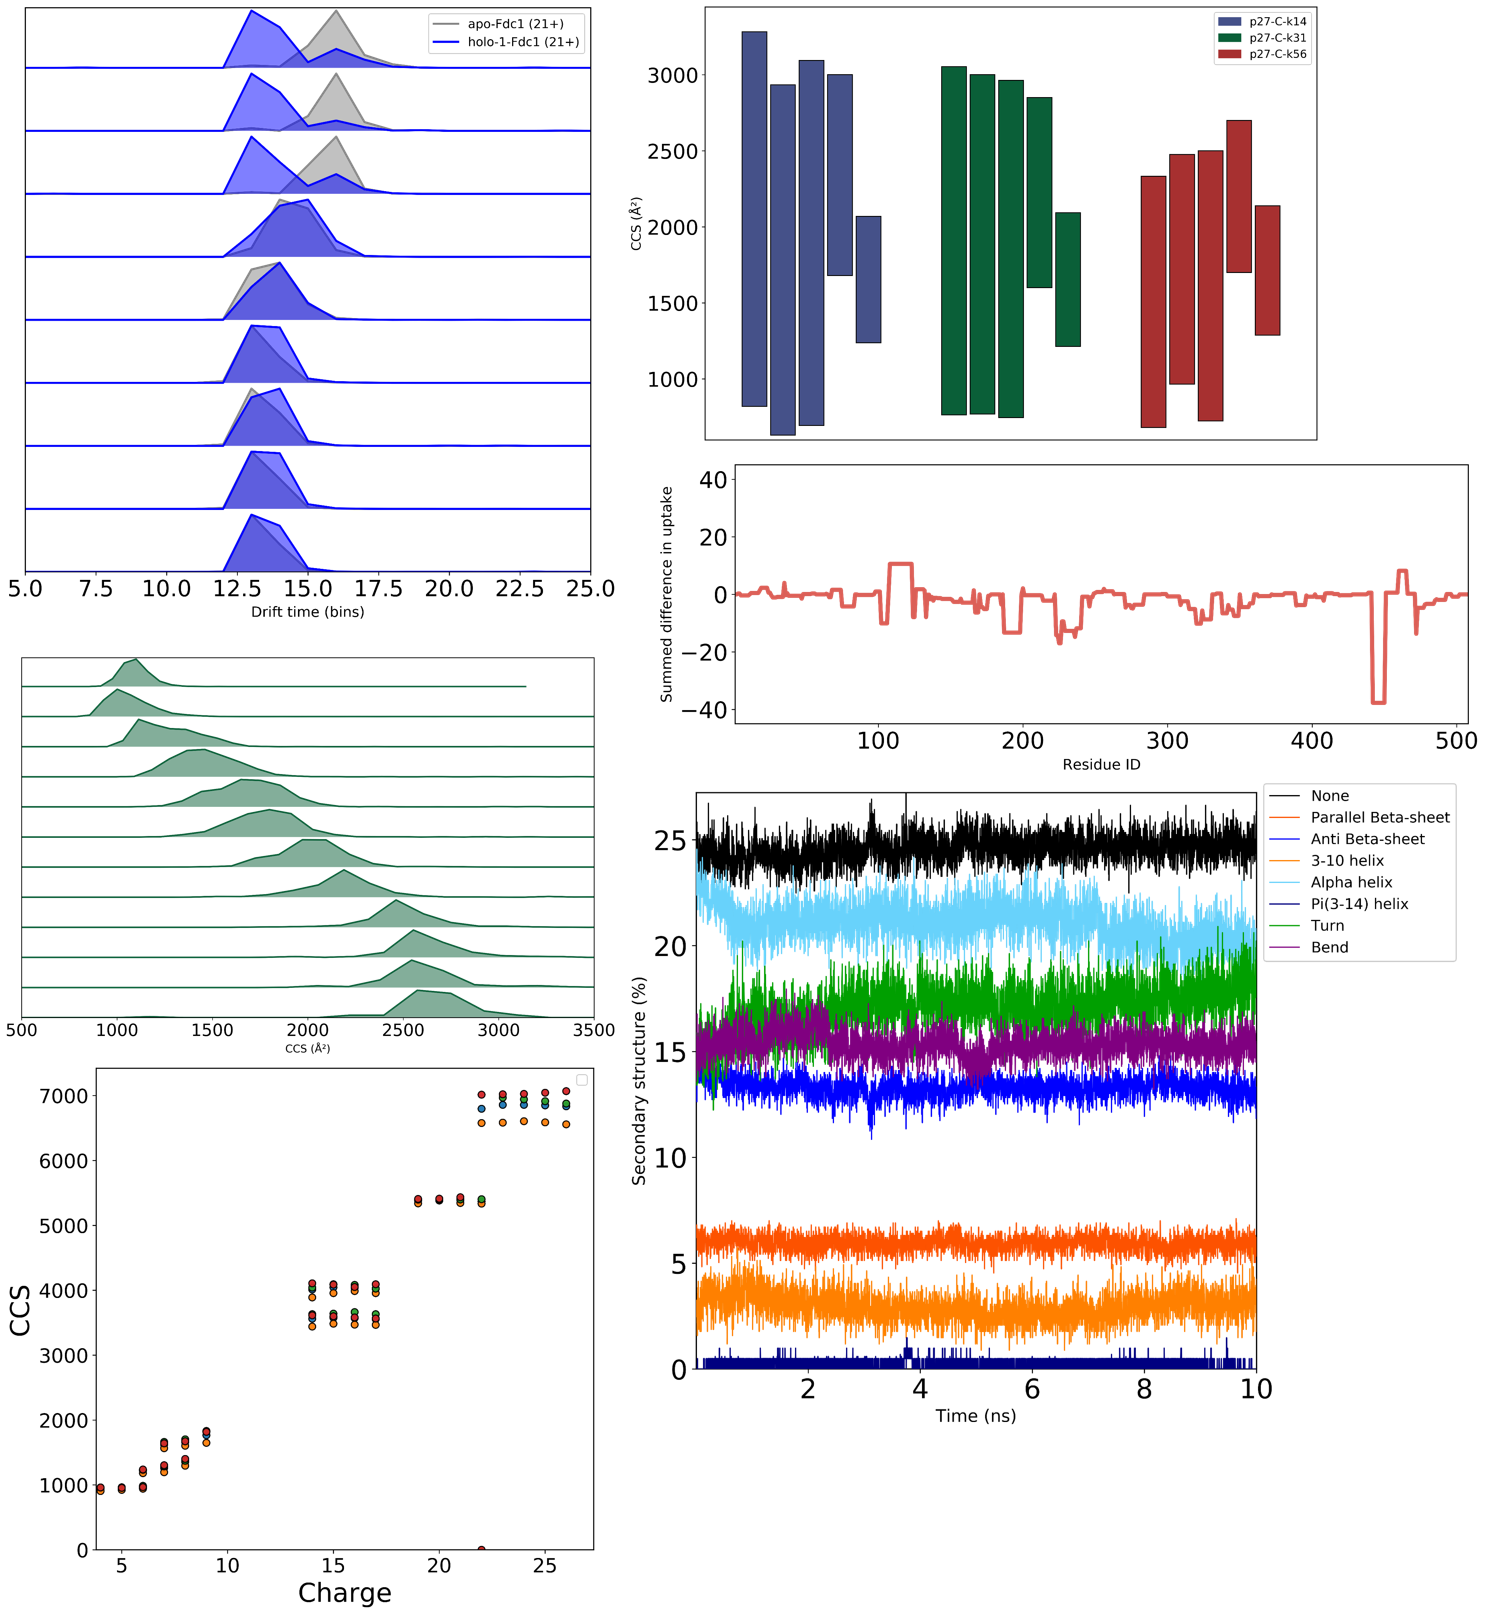 apo-Fdc1 (21+)
holo-1-Fdc1 (21+)
5.0 7.5 10.0 12.5 15.0 17.5 20.0 22.5 25.0
Drift time (bins)
p27-C-k14
p27-C-k31
p27-C-k56
3000
2500
2000
1500
1000
CCS (Å²)
40
20
0
−20
−40
Summed difference in uptake
100 200 300 400 500
Residue ID
500 1000 1500 2000 2500 3000 3500
CCS (Å²)
None
Parallel Beta-sheet
Anti Beta-sheet
3-10 helix
Alpha helix
Pi(3-14) helix
Turn
Bend
25
20
15
10
5
0
Secondary structure (%)
2 4 6 8 10
Time (ns)
7000
6000
5000
4000
3000
2000
1000
0
CCS
5 10 15 20 25
Charge